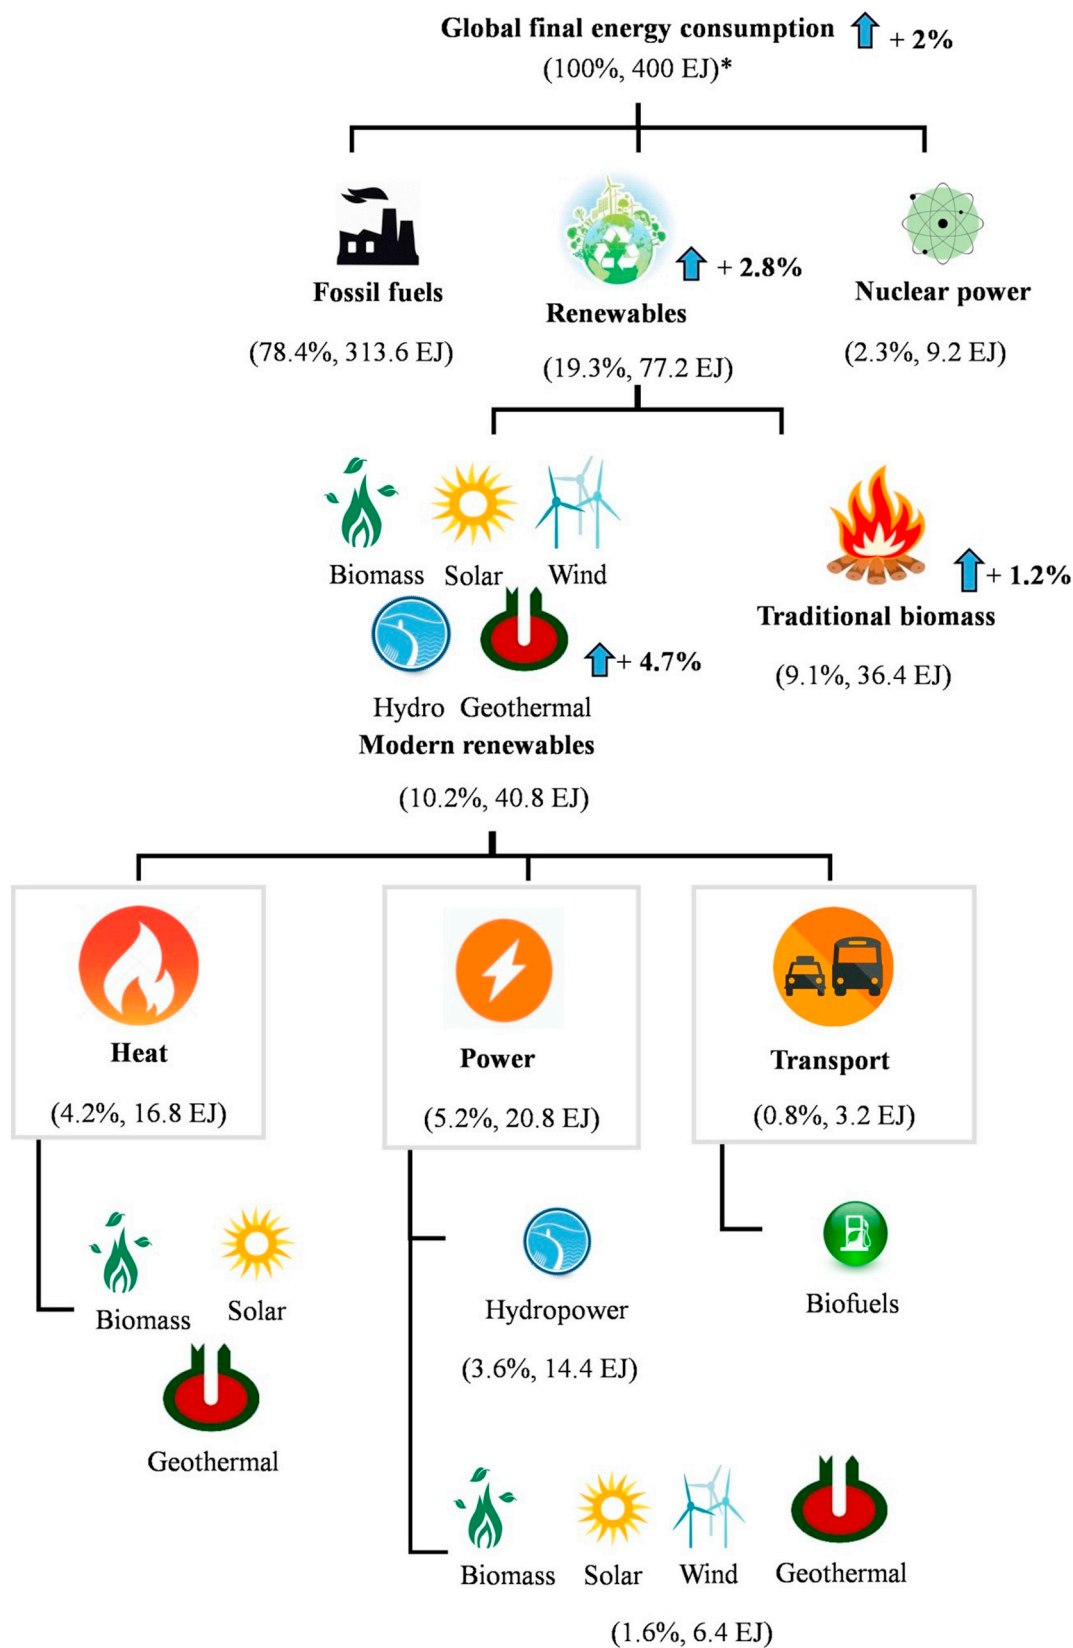 Global final energy consumption + 2%
(100%, 400 EJ)*
Fossil fuels
(78.4%, 313.6 EJ)
+ 2.8%
Renewables
(19.3%, 77.2 EJ)
Nuclear power
(2.3%, 9.2 EJ)
Biomass Solar Wind
Hydro Geothermal
+ 4.7%
Modern renewables
(10.2%, 40.8 EJ)
+ 1.2%
Traditional biomass
(9.1%, 36.4 EJ)
Heat
(4.2%, 16.8 EJ)
Biomass Solar
Geothermal
Power
(5.2%, 20.8 EJ)
Hydropower
(3.6%, 14.4 EJ)
Biomass Solar Wind Geothermal
(1.6%, 6.4 EJ)
Transport
(0.8%, 3.2 EJ)
Biofuels